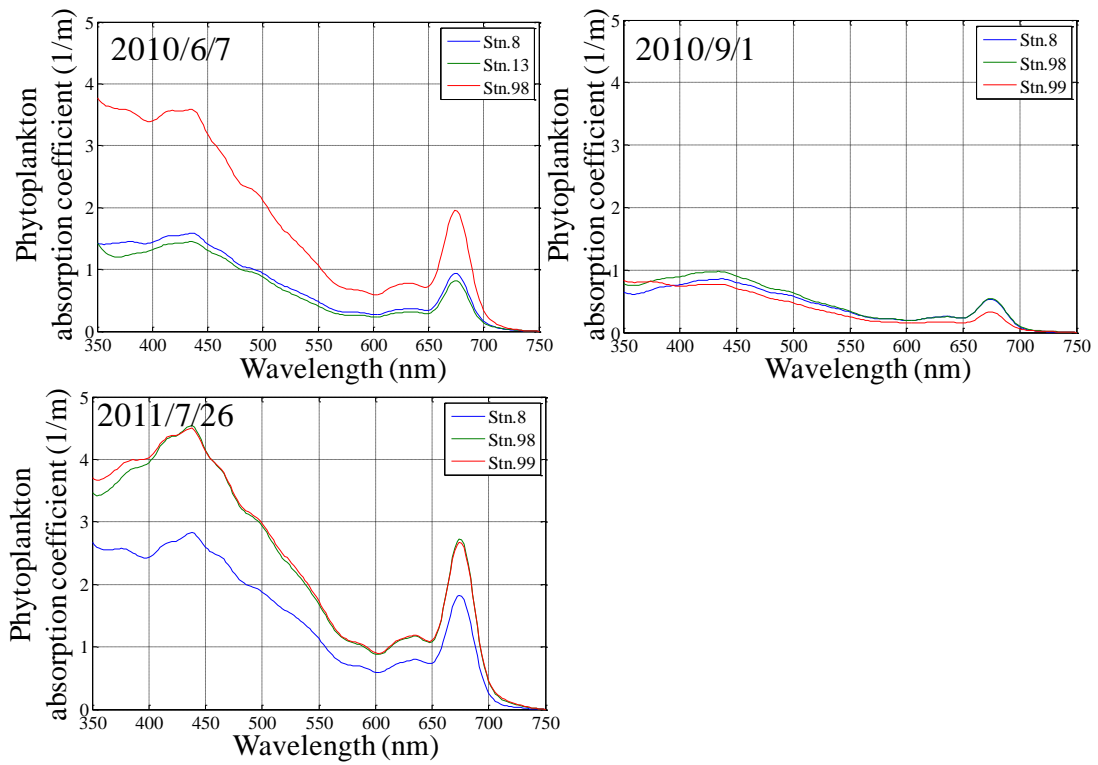 2010/6/7
Stn.8
Stn.13
Stn.98
5
4
3
2
1
0
350 400 450 500 550 600 650 700 750
Wavelength (nm)
Phytoplankton
absorption coefficient (1/m)
2010/9/1
Stn.8
Stn.98
Stn.99
5
4
3
2
1
0
350 400 450 500 550 600 650 700 750
Wavelength (nm)
Phytoplankton
absorption coefficient (1/m)
2011/7/26
Stn.8
Stn.98
Stn.99
5
4
3
2
1
0
350 400 450 500 550 600 650 700 750
Wavelength (nm)
Phytoplankton
absorption coefficient (1/m)